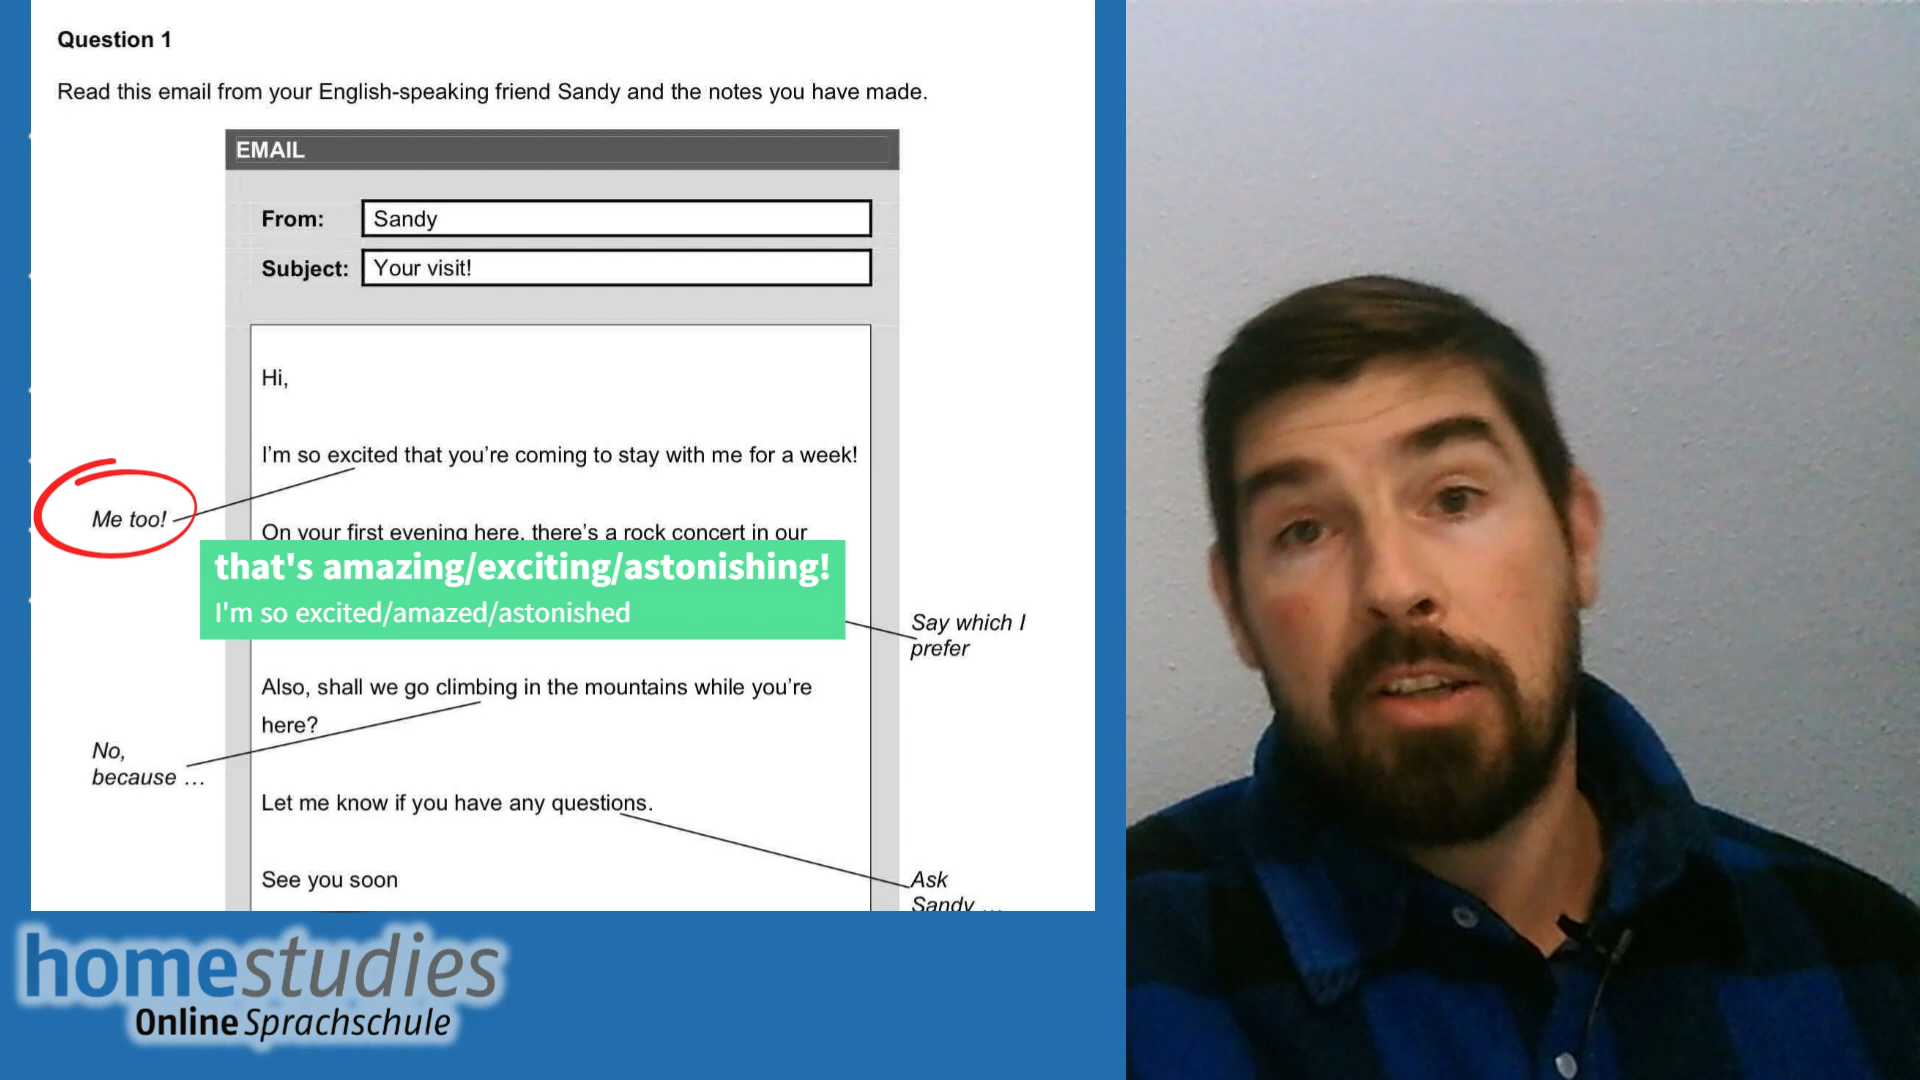 Question 1
Read this email from your English-speaking friend Sandy and the notes you have made.
EMAIL
From: Sandy
Subject: Your visit!
Hi,
I'm so excited that you're coming to stay with me for a week!
Me too!
On your first evening here, there's a rock concert in our
that's amazing/exciting/astonishing!
I'm so excited/amazed/astonished
Say which I
prefer
Also, shall we go climbing in the mountains while you're
here?
No,
because …
Let me know if you have any questions.
See you soon
Ask
Sandy …
homestudies
Online Sprachschule